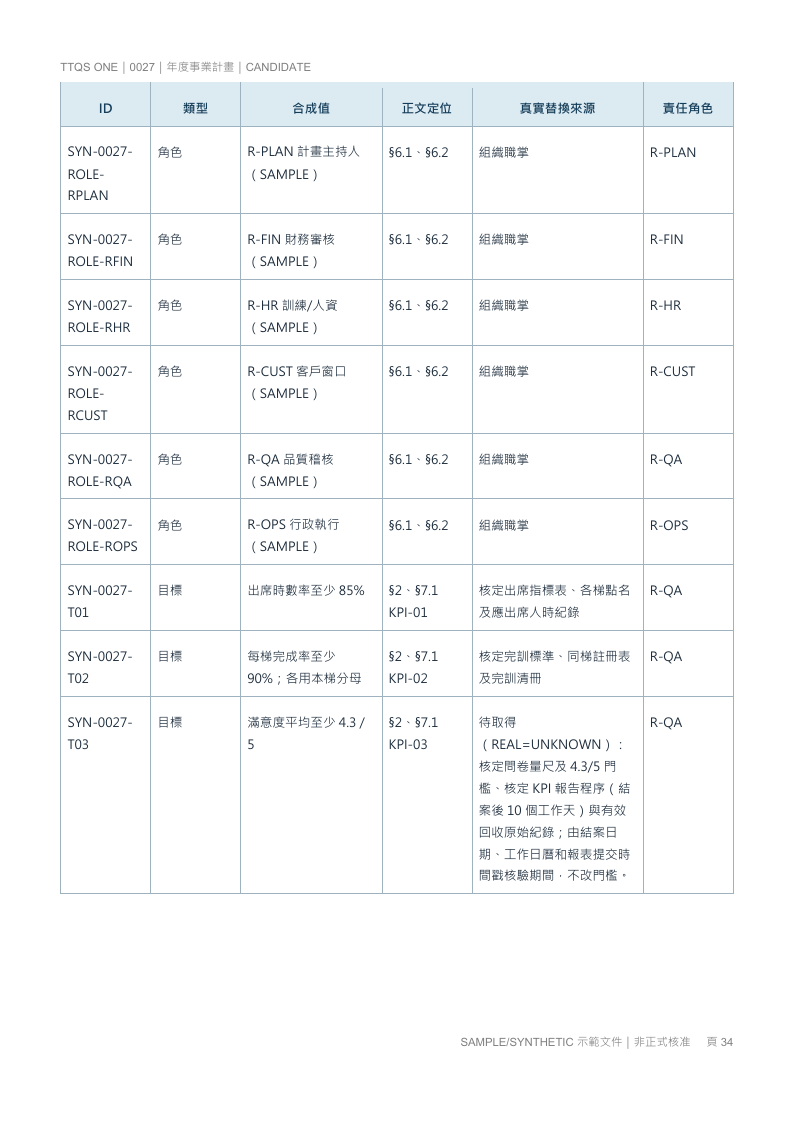 TTQS ONE｜0027｜年度事業計畫｜CANDIDATE
ID 類型 合成值 正文定位 真實替換來源 責任角色
SYN-0027- 角色 R-PLAN 計畫主持人 §6.1、§6.2 組織職掌 R-PLAN
ROLE- （SAMPLE）
RPLAN
SYN-0027- 角色 R-FIN 財務審核 §6.1、§6.2 組織職掌 R-FIN
ROLE-RFIN （SAMPLE）
SYN-0027- 角色 R-HR 訓練/人資 §6.1、§6.2 組織職掌 R-HR
ROLE-RHR （SAMPLE）
SYN-0027- 角色 R-CUST 客戶窗口 §6.1、§6.2 組織職掌 R-CUST
ROLE- （SAMPLE）
RCUST
SYN-0027- 角色 R-QA 品質稽核 §6.1、§6.2 組織職掌 R-QA
ROLE-RQA （SAMPLE）
SYN-0027- 角色 R-OPS 行政執行 §6.1、§6.2 組織職掌 R-OPS
ROLE-ROPS （SAMPLE）
SYN-0027- 目標 出席時數率至少 85% §2、§7.1 核定出席指標表、各梯點名 R-QA
T01 KPI-01 及應出席人時紀錄
SYN-0027- 目標 每梯完成率至少 §2、§7.1 核定完訓標準、同梯註冊表 R-QA
T02 90%；各用本梯分母 KPI-02 及完訓清冊
SYN-0027- 目標 滿意度平均至少 4.3 / §2、§7.1 待取得 R-QA
T03 5 KPI-03 （REAL=UNKNOWN）：
核定問卷量尺及 4.3/5 門
檻、核定 KPI 報告程序（結
案後 10 個工作天）與有效
回收原始紀錄；由結案日
期、工作日曆和報表提交時
間戳核驗期間，不改門檻。
SAMPLE/SYNTHETIC 示範文件｜非正式核准 頁 34